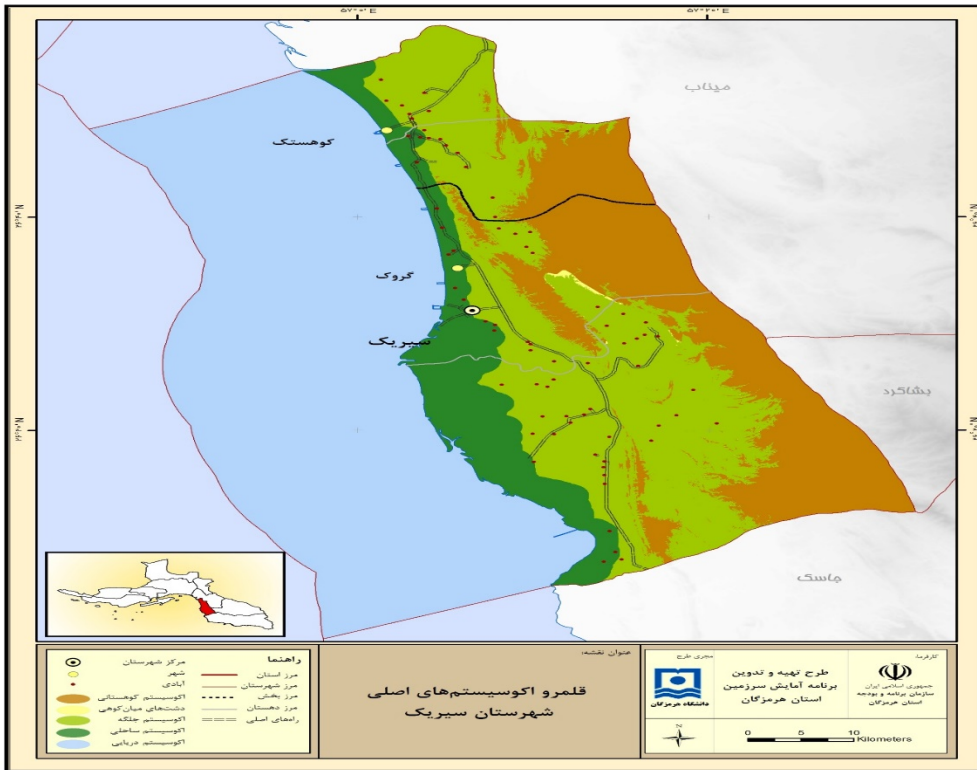 میناب
کوهستک
گروک
سیریک
بشاگرد
جاسک
راهنما
مرز استان
مرز شهرستان
مرز بخش
مرز دهستان
راه‌های اصلی
مرکز شهرستان
شهر
آبادی
اکوسیستم کوهستانی
دشت‌های میان‌کوهی
اکوسیستم جلگه
اکوسیستم ساحلی
اکوسیستم دریایی
عنوان نقشه:
قلمرو اکوسیستم‌های اصلی
شهرستان سیریک
کارفرما:
جمهوری اسلامی ایران
سازمان برنامه و بودجه
استان هرمزگان
طرح تهیه و تدوین
برنامه آمایش سرزمین
استان هرمزگان
مجری طرح:
دانشگاه هرمزگان
N
0 5 10
Kilometers